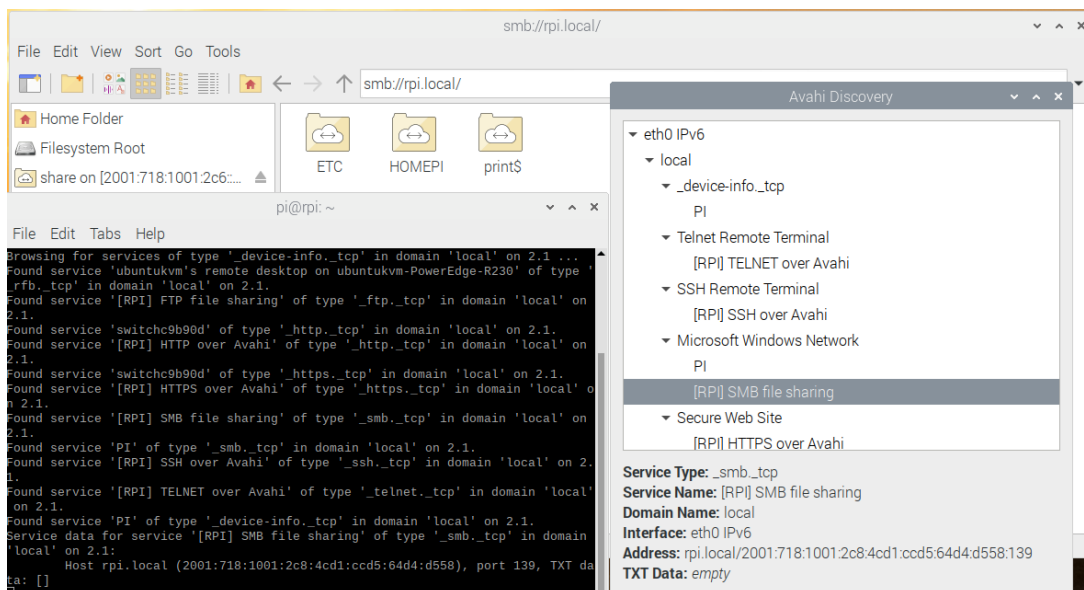 smb://rpi.local/
File Edit View Sort Go Tools
smb://rpi.local/
Home Folder
Filesystem Root
share on [2001:718:1001:2c6::...
ETC
HOMEPI
print$
pi@rpi: ~
File Edit Tabs Help
Browsing for services of type '_device-info._tcp' in domain 'local' on 2.1 ...
Found service 'ubuntukvm's remote desktop on ubuntukvm-PowerEdge-R230' of type '
_rfb._tcp' in domain 'local' on 2.1.
Found service '[RPI] FTP file sharing' of type '_ftp._tcp' in domain 'local' on
2.1.
Found service 'switchc9b90d' of type '_http._tcp' in domain 'local' on 2.1.
Found service '[RPI] HTTP over Avahi' of type '_http._tcp' in domain 'local' on
2.1.
Found service 'switchc9b90d' of type '_https._tcp' in domain 'local' on 2.1.
Found service '[RPI] HTTPS over Avahi' of type '_https._tcp' in domain 'local' o
n 2.1.
Found service '[RPI] SMB file sharing' of type '_smb._tcp' in domain 'local' on
2.1.
Found service 'PI' of type '_smb._tcp' in domain 'local' on 2.1.
Found service '[RPI] SSH over Avahi' of type '_ssh._tcp' in domain 'local' on 2.
1.
Found service '[RPI] TELNET over Avahi' of type '_telnet._tcp' in domain 'local'
on 2.1.
Found service 'PI' of type '_device-info._tcp' in domain 'local' on 2.1.
Service data for service '[RPI] SMB file sharing' of type '_smb._tcp' in domain
'local' on 2.1:
Host rpi.local (2001:718:1001:2c8:4cd1:ccd5:64d4:d558), port 139, TXT da
ta: []
Avahi Discovery
eth0 IPv6
local
_device-info._tcp
PI
Telnet Remote Terminal
[RPI] TELNET over Avahi
SSH Remote Terminal
[RPI] SSH over Avahi
Microsoft Windows Network
PI
[RPI] SMB file sharing
Secure Web Site
[RPI] HTTPS over Avahi
Service Type: _smb._tcp
Service Name: [RPI] SMB file sharing
Domain Name: local
Interface: eth0 IPv6
Address: rpi.local/2001:718:1001:2c8:4cd1:ccd5:64d4:d558:139
TXT Data: empty